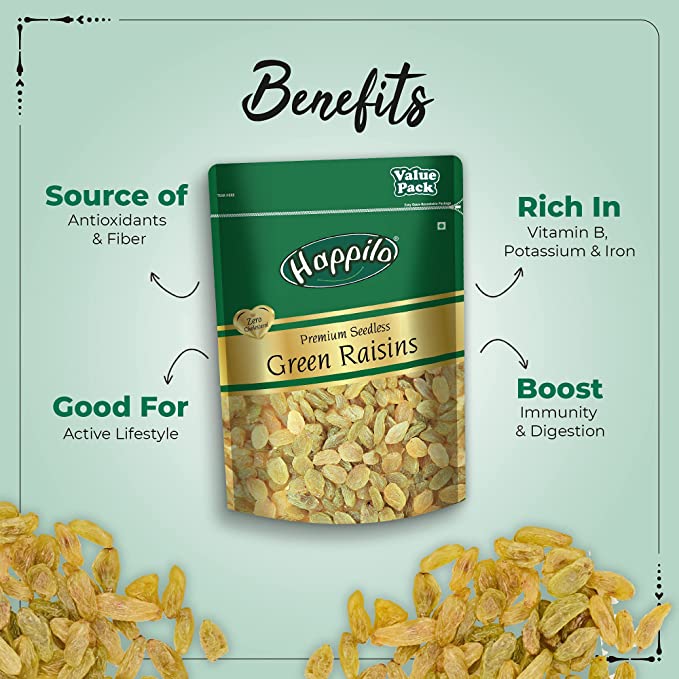 Benefits
Source of
Antioxidants
& Fiber
Rich In
Vitamin B,
Potassium & Iron
Good For
Active Lifestyle
Boost
Immunity
& Digestion
Value
Pack
Happilo®
Zero
Cholesterol
Premium Seedless
Green Raisins